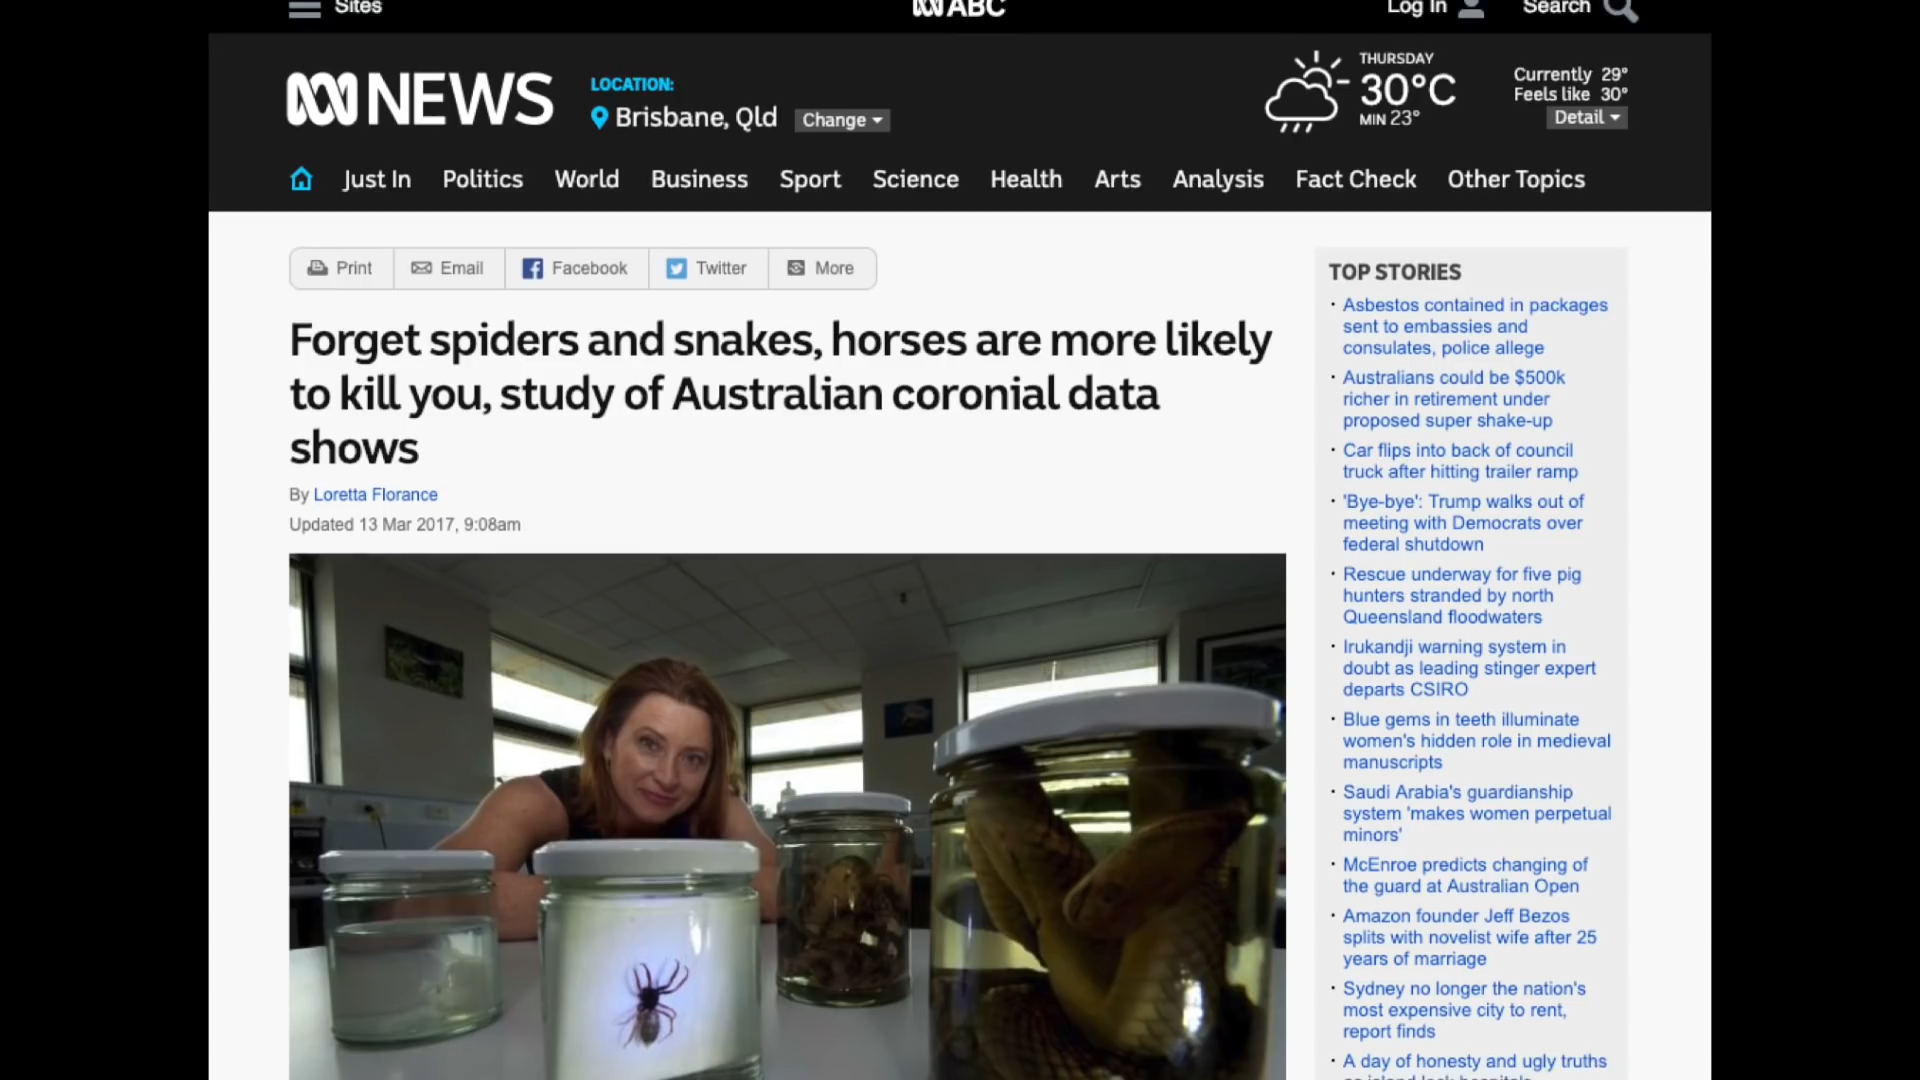 Sites
ABC
Log In
Search
NEWS
LOCATION:
Brisbane, Qld
Change
THURSDAY
30°C
MIN 23°
Currently 29°
Feels like 30°
Detail
Just In Politics World Business Sport Science Health Arts Analysis Fact Check Other Topics
Print Email Facebook Twitter More
Forget spiders and snakes, horses are more likely
to kill you, study of Australian coronial data
shows
By Loretta Florance
Updated 13 Mar 2017, 9:08am
TOP STORIES
Asbestos contained in packages
sent to embassies and
consulates, police allege
Australians could be $500k
richer in retirement under
proposed super shake-up
Car flips into back of council
truck after hitting trailer ramp
'Bye-bye': Trump walks out of
meeting with Democrats over
federal shutdown
Rescue underway for five pig
hunters stranded by north
Queensland floodwaters
Irukandji warning system in
doubt as leading stinger expert
departs CSIRO
Blue gems in teeth illuminate
women's hidden role in medieval
manuscripts
Saudi Arabia's guardianship
system 'makes women perpetual
minors'
McEnroe predicts changing of
the guard at Australian Open
Amazon founder Jeff Bezos
splits with novelist wife after 25
years of marriage
Sydney no longer the nation's
most expensive city to rent,
report finds
A day of honesty and ugly truths